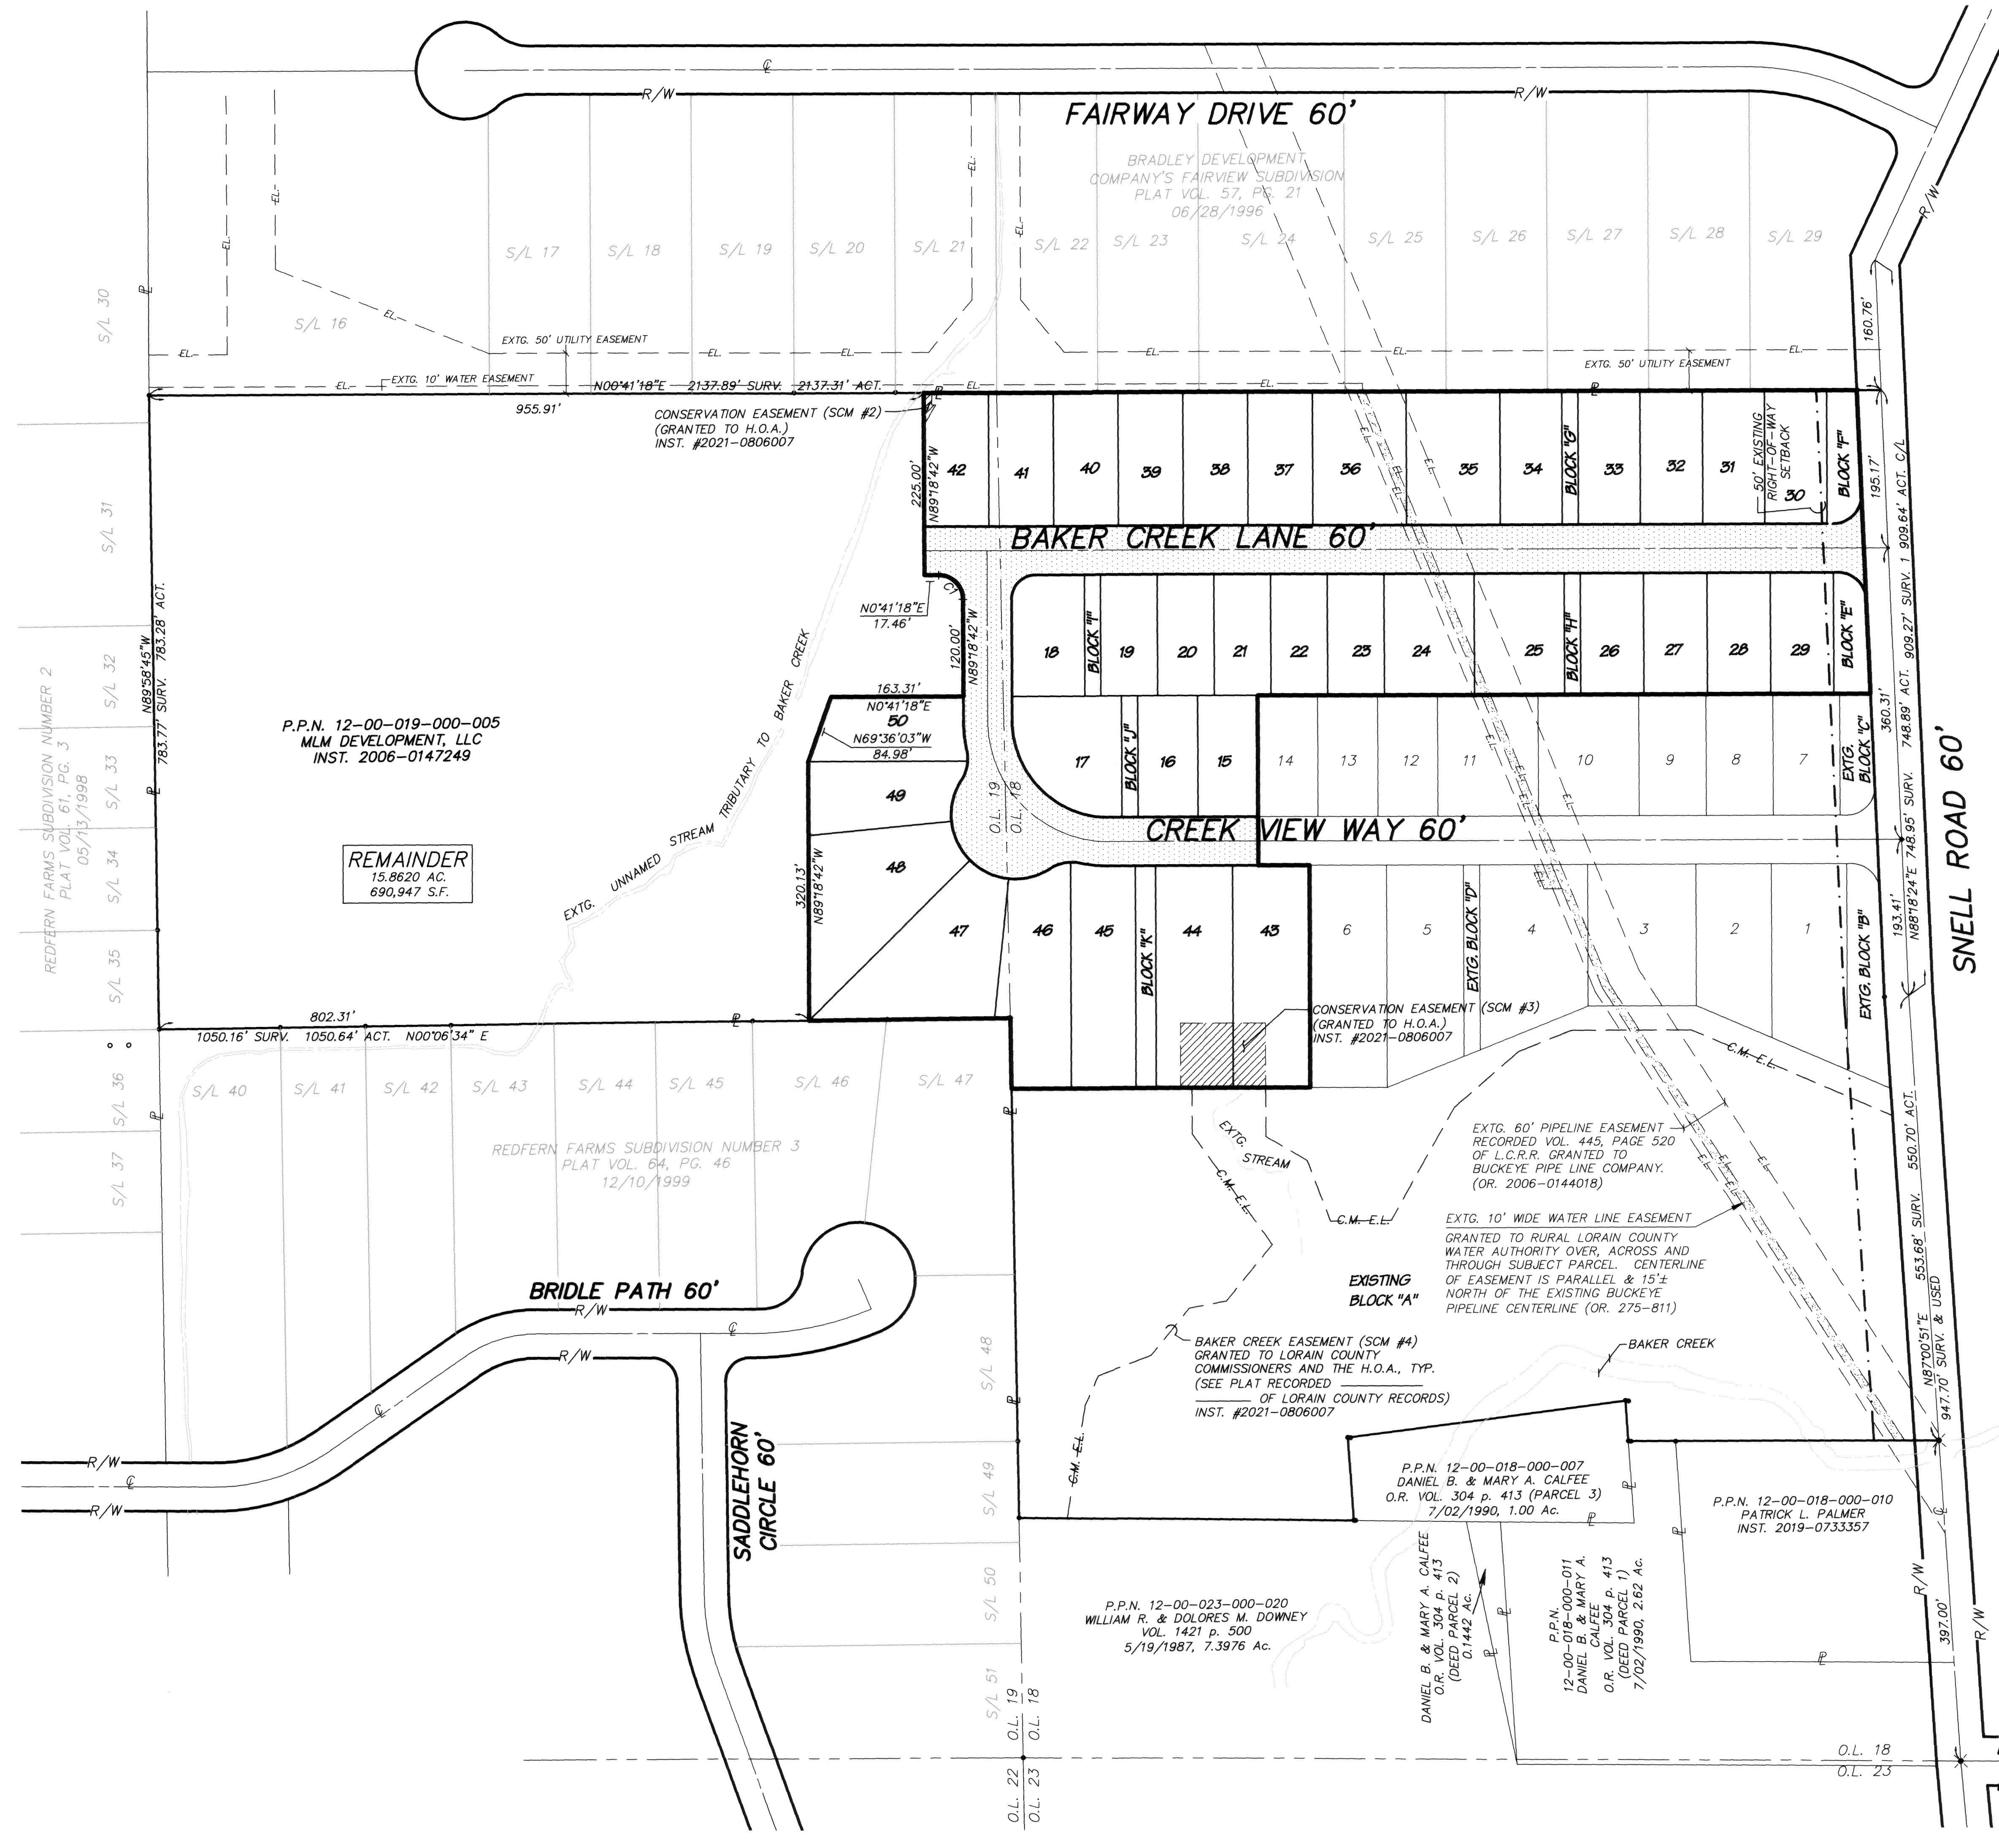 ℄
R/W
R/W
FAIRWAY DRIVE 60'
BRADLEY DEVELOPMENT
COMPANY'S FAIRVIEW SUBDIVISION
PLAT VOL. 57, PG. 21
06/28/1996
S/L 16
S/L 17
S/L 18
S/L 19
S/L 20
S/L 21
S/L 22
S/L 23
S/L 24
S/L 25
S/L 26
S/L 27
S/L 28
S/L 29
EL.
EL.
EL.
EL.
EL.
EL.
R/W
160.76'
EXTG. 50' UTILITY EASEMENT
EL.
EL.
EL.
EL.
EL.
EXTG. 50' UTILITY EASEMENT
EL.
EXTG. 10' WATER EASEMENT
N00°41'18"E 2137.89' SURV. 2137.31' ACT.
EL.
EL.
955.91'
CONSERVATION EASEMENT (SCM #2)
(GRANTED TO H.O.A.)
INST. #2021-0806007
225.00'
N89°18'42"W
42
41
40
39
38
37
36
35
34
BLOCK "G"
33
32
31
50' EXISTING
RIGHT-OF-WAY
SETBACK
30
BLOCK "F"
195.17'
BAKER CREEK LANE 60'
N0°41'18"E
17.46'
C7
120.00'
N89°18'42"W
18
BLOCK "I"
19
20
21
22
23
24
25
BLOCK "H"
26
27
28
29
BLOCK "E"
360.31'
748.95' SURV. 748.89' ACT. 909.27' SURV. 1 909.64' ACT. C/L
163.31'
N0°41'18"E
50
N69°36'03"W
84.98'
49
48
47
320.13'
N89°18'42"W
17
BLOCK "J"
16
15
14
13
12
11
10
9
8
7
EXTG.
BLOCK "C"
O.L. 19
O.L. 18
CREEK VIEW WAY 60'
46
45
BLOCK "K"
44
43
6
5
EXTG. BLOCK "D"
4
3
2
1
EXTG. BLOCK "B"
193.41'
N88°18'24"E
SNELL ROAD 60'
S/L 30
S/L 31
S/L 32
S/L 33
S/L 34
S/L 35
S/L 36
S/L 37
REDFERN FARMS SUBDIVISION NUMBER 2
PLAT VOL. 61, PG. 3
05/13/1998
N89°58'45"W
783.77' SURV. 783.28' ACT.
P.P.N. 12-00-019-000-005
MLM DEVELOPMENT, LLC
INST. 2006-0147249
REMAINDER
15.8620 AC.
690,947 S.F.
EXTG. UNNAMED STREAM TRIBUTARY TO BAKER CREEK
802.31'
1050.16' SURV. 1050.64' ACT. N00°06'34" E
CONSERVATION EASEMENT (SCM #3)
(GRANTED TO H.O.A.)
INST. #2021-0806007
C.M. E.L.
S/L 40
S/L 41
S/L 42
S/L 43
S/L 44
S/L 45
S/L 46
S/L 47
REDFERN FARMS SUBDIVISION NUMBER 3
PLAT VOL. 64, PG. 46
12/10/1999
EXTG.
STREAM
C.M. E.L.
C.M. E.L.
EXTG. 60' PIPELINE EASEMENT
RECORDED VOL. 445, PAGE 520
OF L.C.R.R. GRANTED TO
BUCKEYE PIPE LINE COMPANY.
(OR. 2006-0144018)
EXTG. 10' WIDE WATER LINE EASEMENT
GRANTED TO RURAL LORAIN COUNTY
WATER AUTHORITY OVER, ACROSS AND
THROUGH SUBJECT PARCEL. CENTERLINE
OF EASEMENT IS PARALLEL & 15'±
NORTH OF THE EXISTING BUCKEYE
PIPELINE CENTERLINE (OR. 275-811)
EXISTING
BLOCK "A"
N87°00'51"E 553.68' SURV. 550.70' ACT.
947.70' SURV. & USED
BAKER CREEK EASEMENT (SCM #4)
GRANTED TO LORAIN COUNTY
COMMISSIONERS AND THE H.O.A., TYP.
(SEE PLAT RECORDED ________
______ OF LORAIN COUNTY RECORDS)
INST. #2021-0806007
BAKER CREEK
C.M. E.L.
BRIDLE PATH 60'
R/W
℄
R/W
℄
R/W
℄
R/W
SADDLEHORN
CIRCLE 60'
S/L 48
S/L 49
S/L 50
S/L 51
P.P.N. 12-00-018-000-007
DANIEL B. & MARY A. CALFEE
O.R. VOL. 304 p. 413 (PARCEL 3)
7/02/1990, 1.00 Ac.
P.P.N. 12-00-018-000-010
PATRICK L. PALMER
INST. 2019-0733357
P.P.N. 12-00-023-000-020
WILLIAM R. & DOLORES M. DOWNEY
VOL. 1421 p. 500
5/19/1987, 7.3976 Ac.
DANIEL B. & MARY A. CALFEE
O.R. VOL. 304 p. 413
(DEED PARCEL 2)
0.1442 Ac.
P.P.N.
12-00-018-000-011
DANIEL B. & MARY A.
CALFEE
O.R. VOL. 304 p. 413
(DEED PARCEL 1)
7/02/1990, 2.62 Ac.
R/W
℄
397.00'
R/W
O.L. 19
O.L. 18
O.L. 22
O.L. 23
O.L. 18
O.L. 23